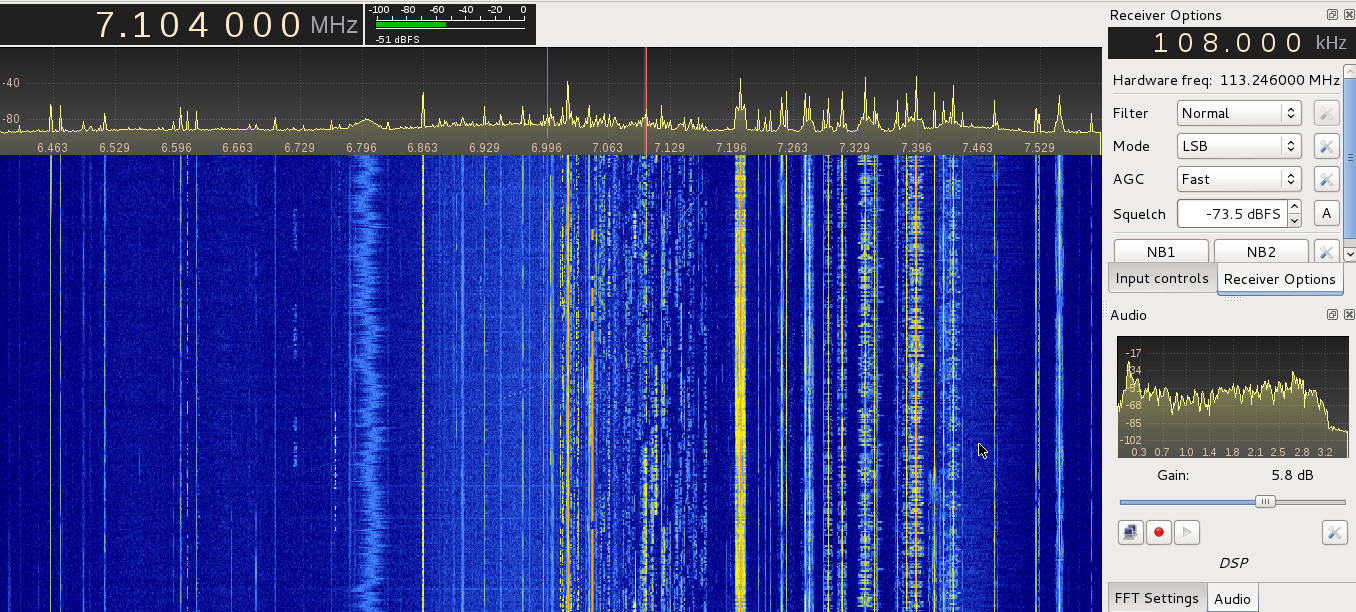 7.104 000 MHz
-100 -80 -60 -40 -20 0
-51 dBFS
-40
-80
6.463 6.529 6.596 6.663 6.729 6.796 6.863 6.929 6.996 7.063 7.129 7.196 7.263 7.329 7.396 7.463 7.529
Receiver Options
108.000 kHz
Hardware freq: 113.246000 MHz
Filter Normal
Mode LSB
AGC Fast
Squelch -73.5 dBFS A
NB1 NB2
Input controls Receiver Options
Audio
-17
-34
-68
-85
-102
0.3 0.7 1.0 1.4 1.8 2.1 2.5 2.8 3.2
Gain: 5.8 dB
DSP
FFT Settings Audio